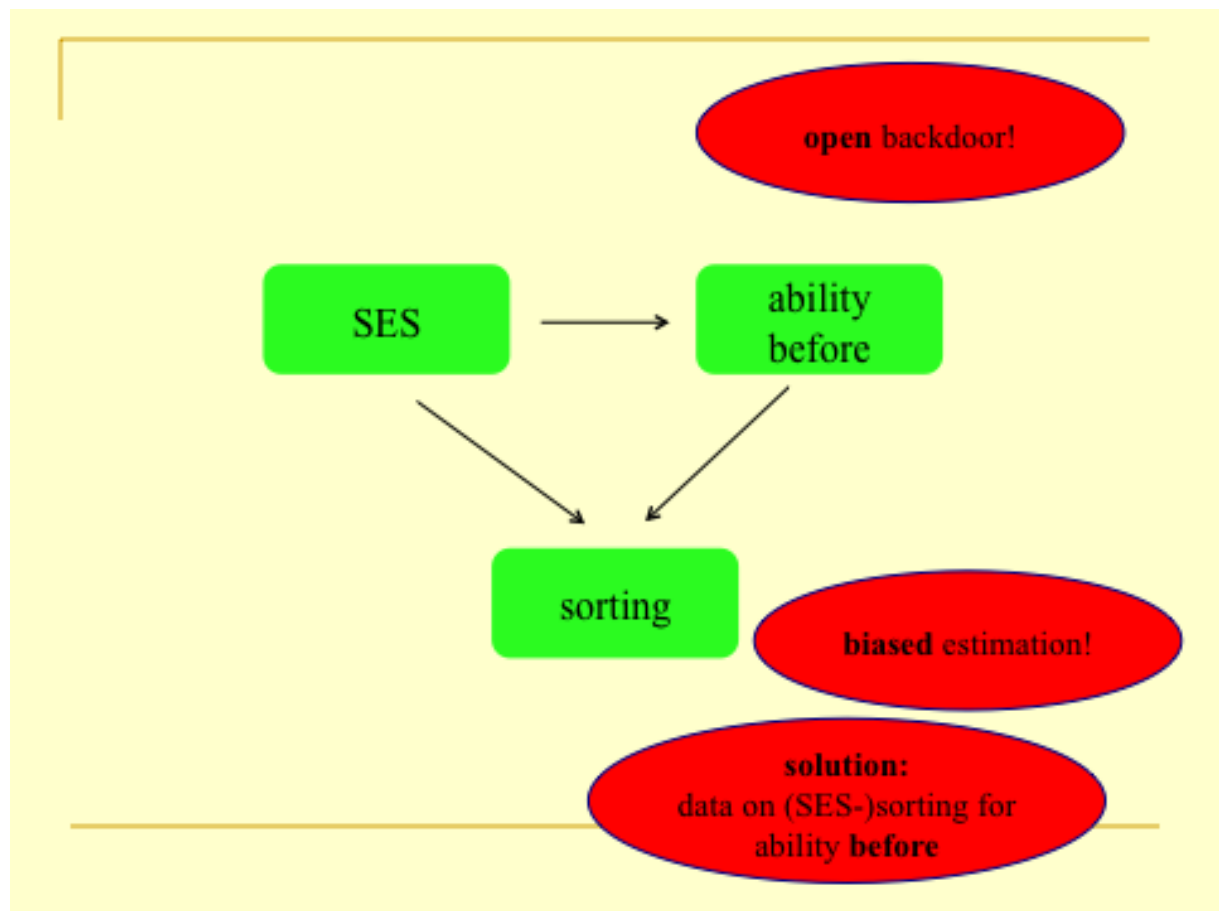 open backdoor!
SES
ability
before
sorting
biased estimation!
solution:
data on (SES-)sorting for
ability before